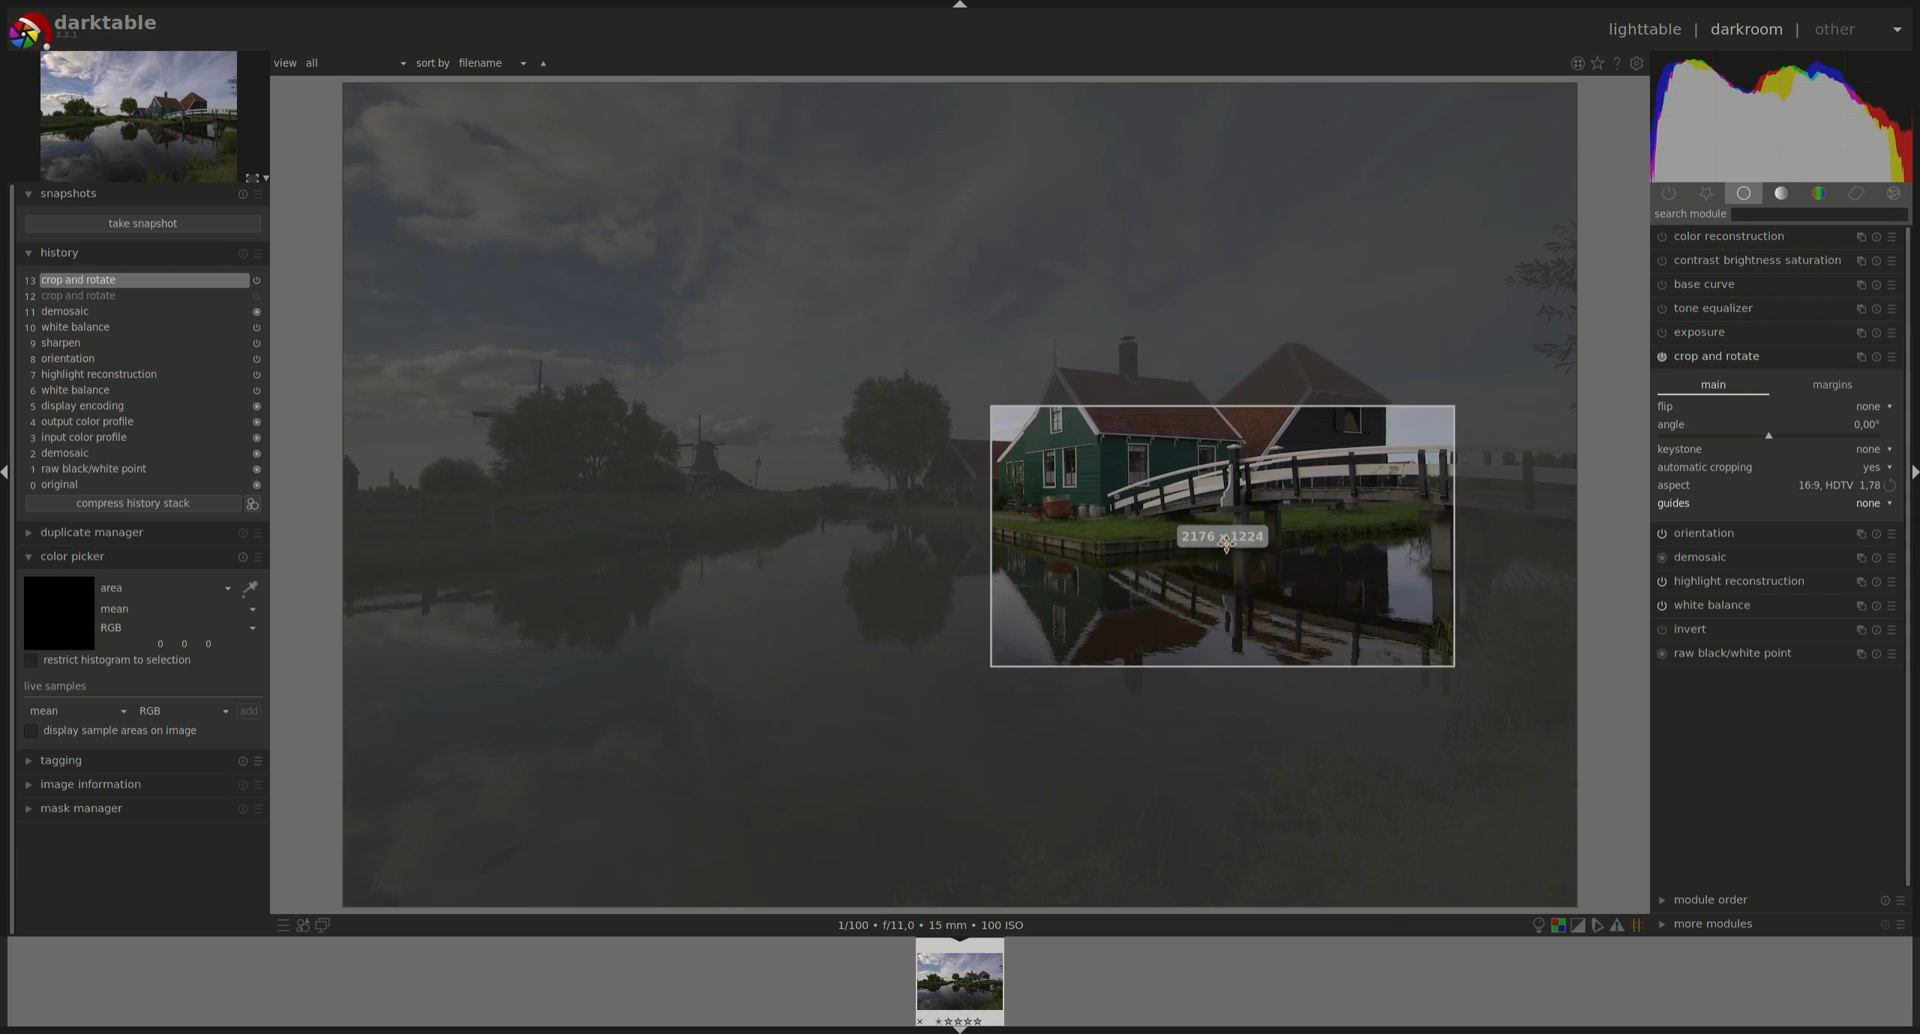 darktable
3.2.1
lighttable | darkroom | other
view all sort by filename
snapshots
take snapshot
history
13 crop and rotate
12 crop and rotate
11 demosaic
10 white balance
9 sharpen
8 orientation
7 highlight reconstruction
6 white balance
5 display encoding
4 output color profile
3 input color profile
2 demosaic
1 raw black/white point
0 original
compress history stack
duplicate manager
color picker
area
mean
RGB
0 0 0
restrict histogram to selection
live samples
mean RGB add
display sample areas on image
tagging
image information
mask manager
2176 x 1224
1/100 • f/11,0 • 15 mm • 100 ISO
search module
color reconstruction
contrast brightness saturation
base curve
tone equalizer
exposure
crop and rotate
main margins
flip none
angle 0,00°
keystone none
automatic cropping yes
aspect 16:9, HDTV 1,78
guides none
orientation
demosaic
highlight reconstruction
white balance
invert
raw black/white point
module order
more modules